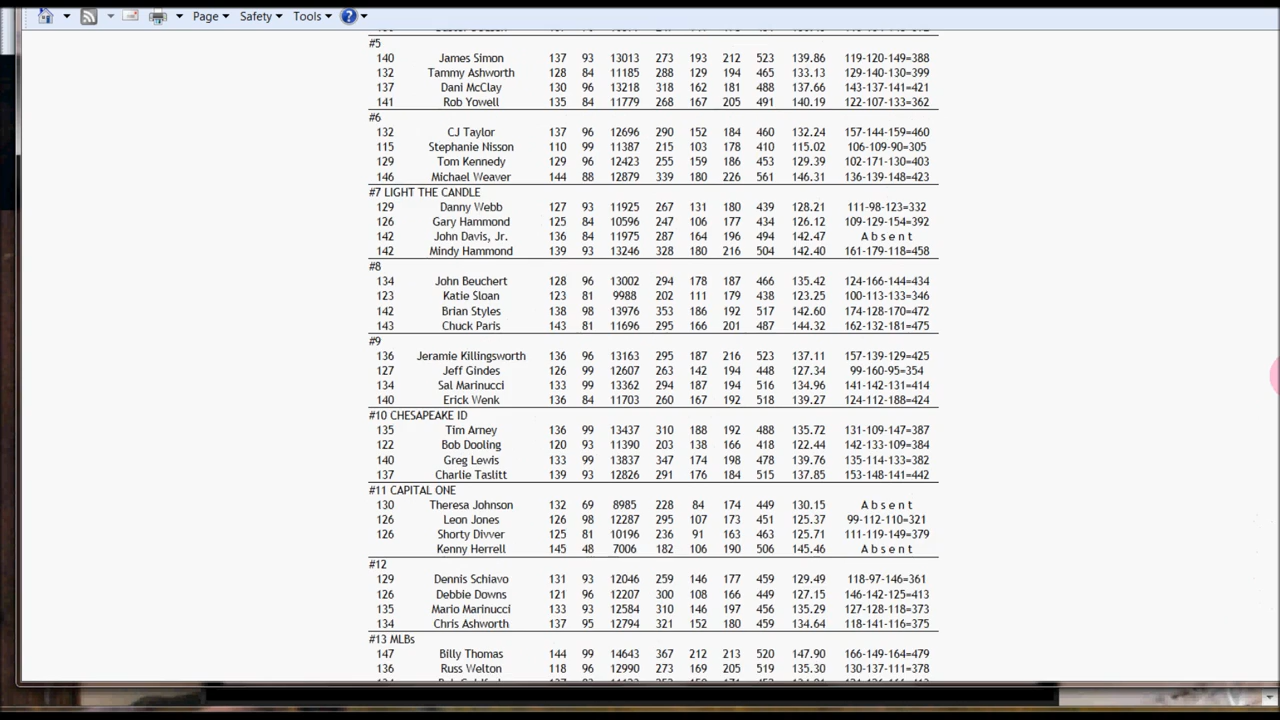 Page Safety Tools
#5
140 James Simon 137 93 13013 273 193 212 523 139.86 119-120-149=388
132 Tammy Ashworth 128 84 11185 288 129 194 465 133.13 129-140-130=399
137 Dani McClay 130 96 13218 318 162 181 488 137.66 143-137-141=421
141 Rob Yowell 135 84 11779 268 167 205 491 140.19 122-107-133=362
#6
132 CJ Taylor 137 96 12696 290 152 184 460 132.24 157-144-159=460
115 Stephanie Nisson 110 99 11387 215 103 178 410 115.02 106-109-90=305
129 Tom Kennedy 129 96 12423 255 159 186 453 129.39 102-171-130=403
146 Michael Weaver 144 88 12879 339 180 226 561 146.31 136-139-148=423
#7 LIGHT THE CANDLE
129 Danny Webb 127 93 11925 267 131 180 439 128.21 111-98-123=332
126 Gary Hammond 125 84 10596 247 106 177 434 126.12 109-129-154=392
142 John Davis, Jr. 136 84 11975 287 164 196 494 142.47 A b s e n t
142 Mindy Hammond 139 93 13246 328 180 216 504 142.40 161-179-118=458
#8
134 John Beuchert 128 96 13002 294 178 187 466 135.42 124-166-144=434
123 Katie Sloan 123 81 9988 202 111 179 438 123.25 100-113-133=346
142 Brian Styles 138 98 13976 353 186 192 517 142.60 174-128-170=472
143 Chuck Paris 143 81 11696 295 166 201 487 144.32 162-132-181=475
#9
136 Jeramie Killingsworth 136 96 13163 295 187 216 523 137.11 157-139-129=425
127 Jeff Gindes 126 99 12607 263 142 194 448 127.34 99-160-95=354
134 Sal Marinucci 133 99 13362 294 187 194 516 134.96 141-142-131=414
140 Erick Wenk 136 84 11703 260 167 192 518 139.27 124-112-188=424
#10 CHESAPEAKE ID
135 Tim Arney 136 99 13437 310 188 192 488 135.72 131-109-147=387
122 Bob Dooling 120 93 11390 203 138 166 418 122.44 142-133-109=384
140 Greg Lewis 133 99 13837 347 174 198 478 139.76 135-114-133=382
137 Charlie Taslitt 139 93 12826 291 176 184 515 137.85 153-148-141=442
#11 CAPITAL ONE
130 Theresa Johnson 132 69 8985 228 84 174 449 130.15 A b s e n t
126 Leon Jones 126 98 12287 295 107 173 451 125.37 99-112-110=321
126 Shorty Divver 125 81 10196 236 91 163 463 125.71 111-119-149=379
Kenny Herrell 145 48 7006 182 106 190 506 145.46 A b s e n t
#12
129 Dennis Schiavo 131 93 12046 259 146 177 459 129.49 118-97-146=361
126 Debbie Downs 121 96 12207 300 108 166 449 127.15 146-142-125=413
135 Mario Marinucci 133 93 12584 310 146 197 456 135.29 127-128-118=373
134 Chris Ashworth 137 95 12794 321 152 180 459 134.64 118-141-116=375
#13 MLBs
147 Billy Thomas 144 99 14643 367 212 213 520 147.90 166-149-164=479
136 Russ Welton 118 96 12990 273 169 205 519 135.30 130-137-111=378